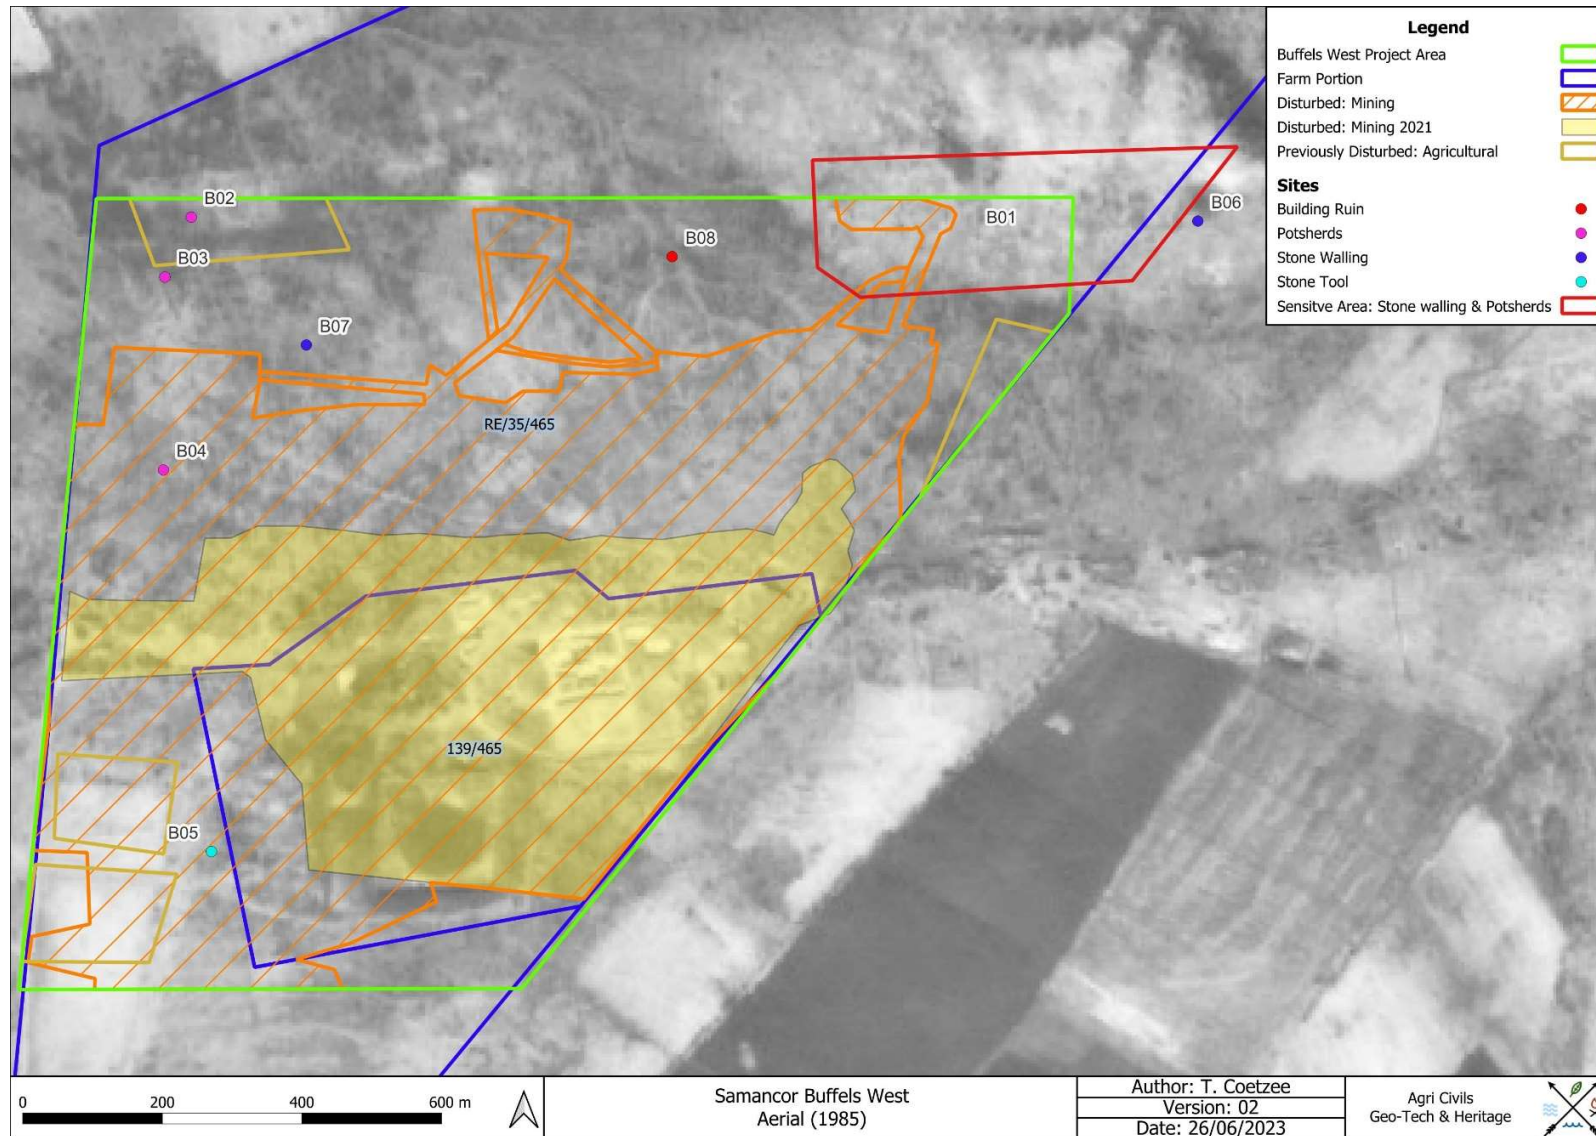 Legend
Buffels West Project Area
Farm Portion
Disturbed: Mining
Disturbed: Mining 2021
Previously Disturbed: Agricultural
Sites
Building Ruin
Potsherds
Stone Walling
Stone Tool
Sensitve Area: Stone walling & Potsherds
B02
B01
B06
B08
B03
B07
RE/35/465
B04
139/465
B05
0 200 400 600 m
Samancor Buffels West
Aerial (1985)
Author: T. Coetzee
Version: 02
Date: 26/06/2023
Agri Civils
Geo-Tech & Heritage